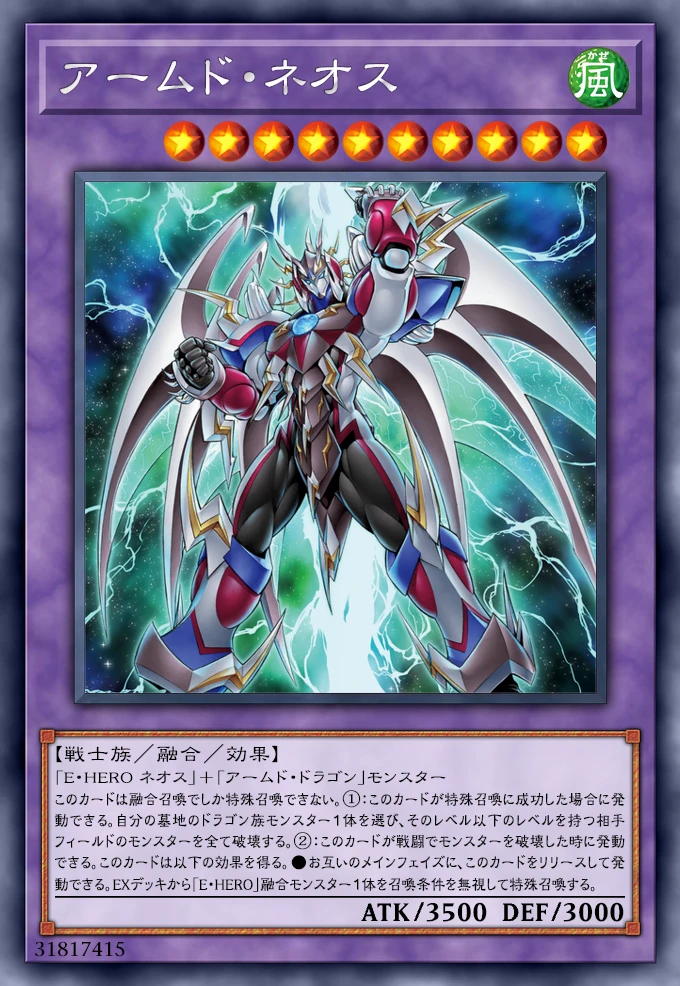 アームド・ネオス
かぜ
風
【戦士族／融合／効果】
「E・HERO ネオス」＋「アームド・ドラゴン」モンスター
このカードは融合召喚でしか特殊召喚できない。①：このカードが特殊召喚に成功した場合に発
動できる。自分の墓地のドラゴン族モンスター1体を選び、そのレベル以下のレベルを持つ相手
フィールドのモンスターを全て破壊する。②：このカードが戦闘でモンスターを破壊した時に発動
できる。このカードは以下の効果を得る。●お互いのメインフェイズに、このカードをリリースして発
動できる。EXデッキから「E・HERO」融合モンスター1体を召喚条件を無視して特殊召喚する。
ATK/3500 DEF/3000
31817415